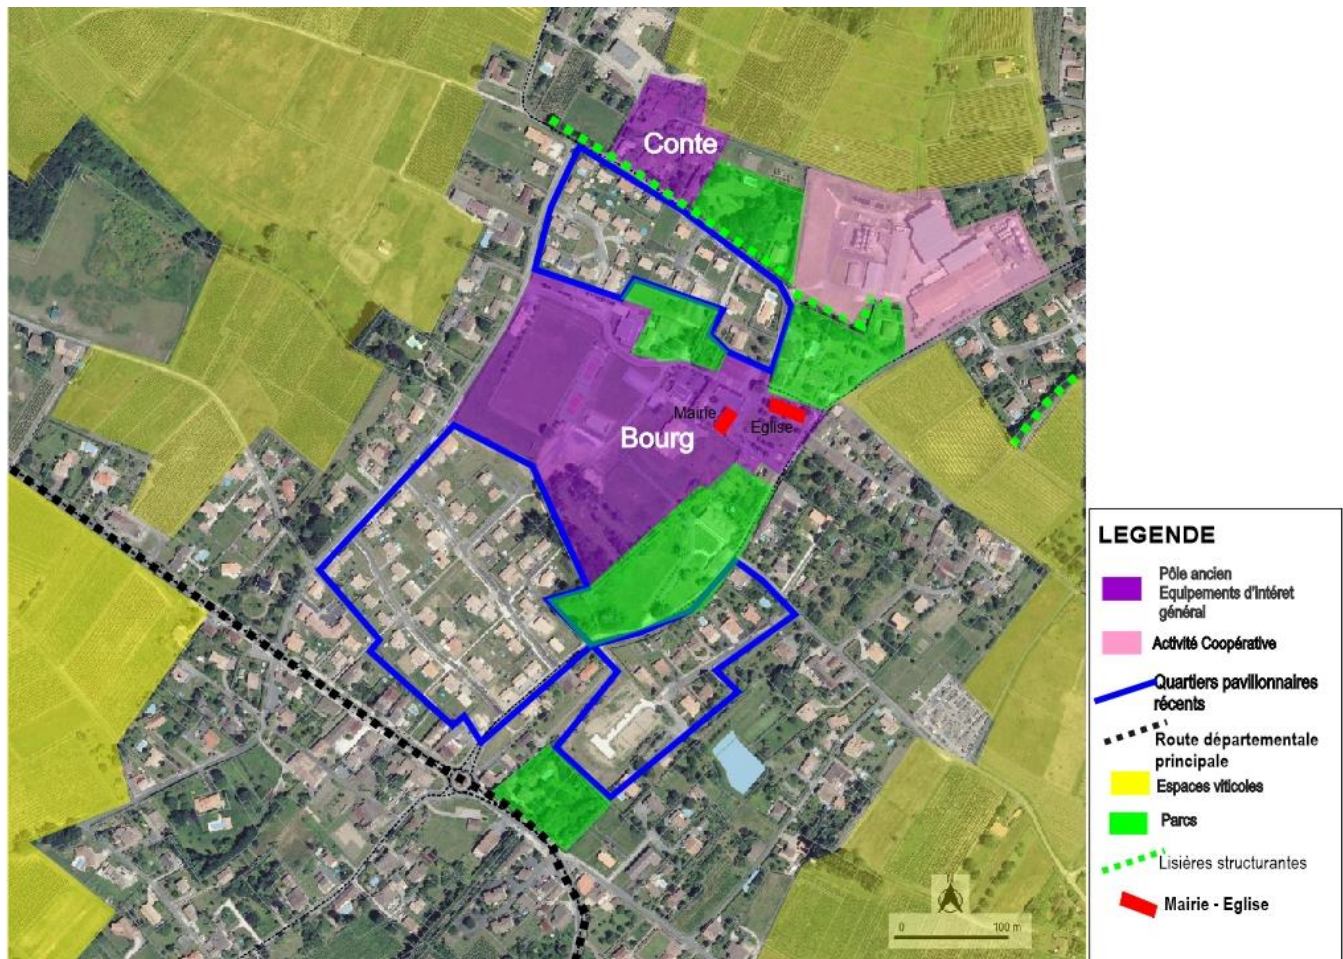 Conte
Mairie
Eglise
Bourg
0 100 m
LEGENDE
Pôle ancien
Equipements d'intéret
général
Activité Coopérative
Quartiers pavillonnaires
récents
Route départementale
principale
Espaces viticoles
Parcs
Lisières structurantes
Mairie - Eglise